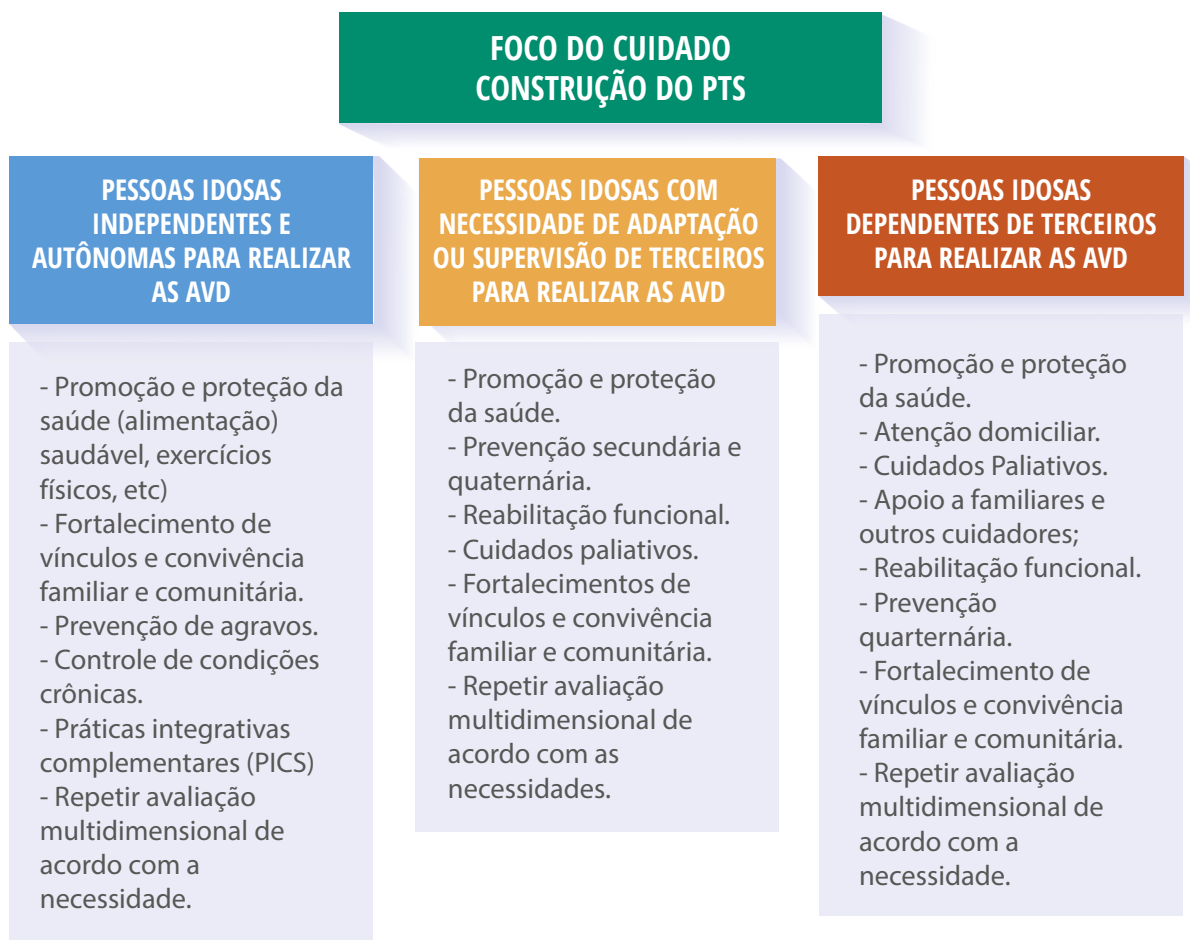 FOCO DO CUIDADO
CONSTRUÇÃO DO PTS
PESSOAS IDOSAS
INDEPENDENTES E
AUTÔNOMAS PARA REALIZAR
AS AVD
- Promoção e proteção da
saúde (alimentação)
saudável, exercícios
físicos, etc)
- Fortalecimento de
vínculos e convivência
familiar e comunitária.
- Prevenção de agravos.
- Controle de condições
crônicas.
- Práticas integrativas
complementares (PICS)
- Repetir avaliação
multidimensional de
acordo com a
necessidade.
PESSOAS IDOSAS COM
NECESSIDADE DE ADAPTAÇÃO
OU SUPERVISÃO DE TERCEIROS
PARA REALIZAR AS AVD
- Promoção e proteção
da saúde.
- Prevenção secundária e
quaternária.
- Reabilitação funcional.
- Cuidados paliativos.
- Fortalecimentos de
vínculos e convivência
familiar e comunitária.
- Repetir avaliação
multidimensional de
acordo com as
necessidades.
PESSOAS IDOSAS
DEPENDENTES DE TERCEIROS
PARA REALIZAR AS AVD
- Promoção e proteção
da saúde.
- Atenção domiciliar.
- Cuidados Paliativos.
- Apoio a familiares e
outros cuidadores;
- Reabilitação funcional.
- Prevenção
quarternária.
- Fortalecimento de
vínculos e convivência
familiar e comunitária.
- Repetir avaliação
multidimensional de
acordo com a
necessidade.